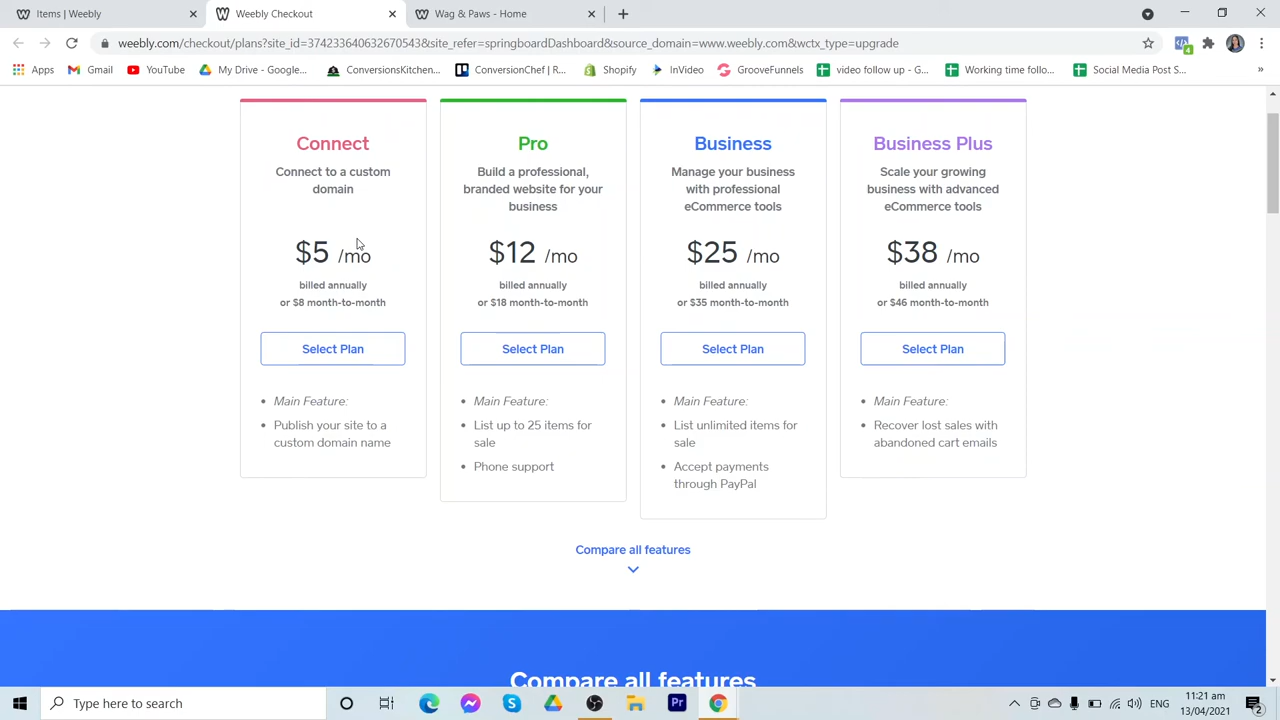 Items | Weebly
Weebly Checkout
Wag & Paws - Home
weebly.com/checkout/plans?site_id=374233640632670543&site_refer=springboardDashboard&source_domain=www.weebly.com&wctx_type=upgrade
4
Apps
Gmail
YouTube
My Drive - Google...
ConversionsKitchen...
ConversionChef | R...
Shopify
InVideo
GrooveFunnels
video follow up - G...
Working time follo...
Social Media Post S...
»
Connect
Connect to a custom
domain
$5 /mo
billed annually
or $8 month-to-month
Select Plan
• Main Feature:
• Publish your site to a
custom domain name
Pro
Build a professional,
branded website for your
business
$12 /mo
billed annually
or $18 month-to-month
Select Plan
• Main Feature:
• List up to 25 items for
sale
• Phone support
Business
Manage your business
with professional
eCommerce tools
$25 /mo
billed annually
or $35 month-to-month
Select Plan
• Main Feature:
• List unlimited items for
sale
• Accept payments
through PayPal
Business Plus
Scale your growing
business with advanced
eCommerce tools
$38 /mo
billed annually
or $46 month-to-month
Select Plan
• Main Feature:
• Recover lost sales with
abandoned cart emails
Compare all features
Compare all features
Type here to search
Pr
ENG
11:21 am
13/04/2021
2